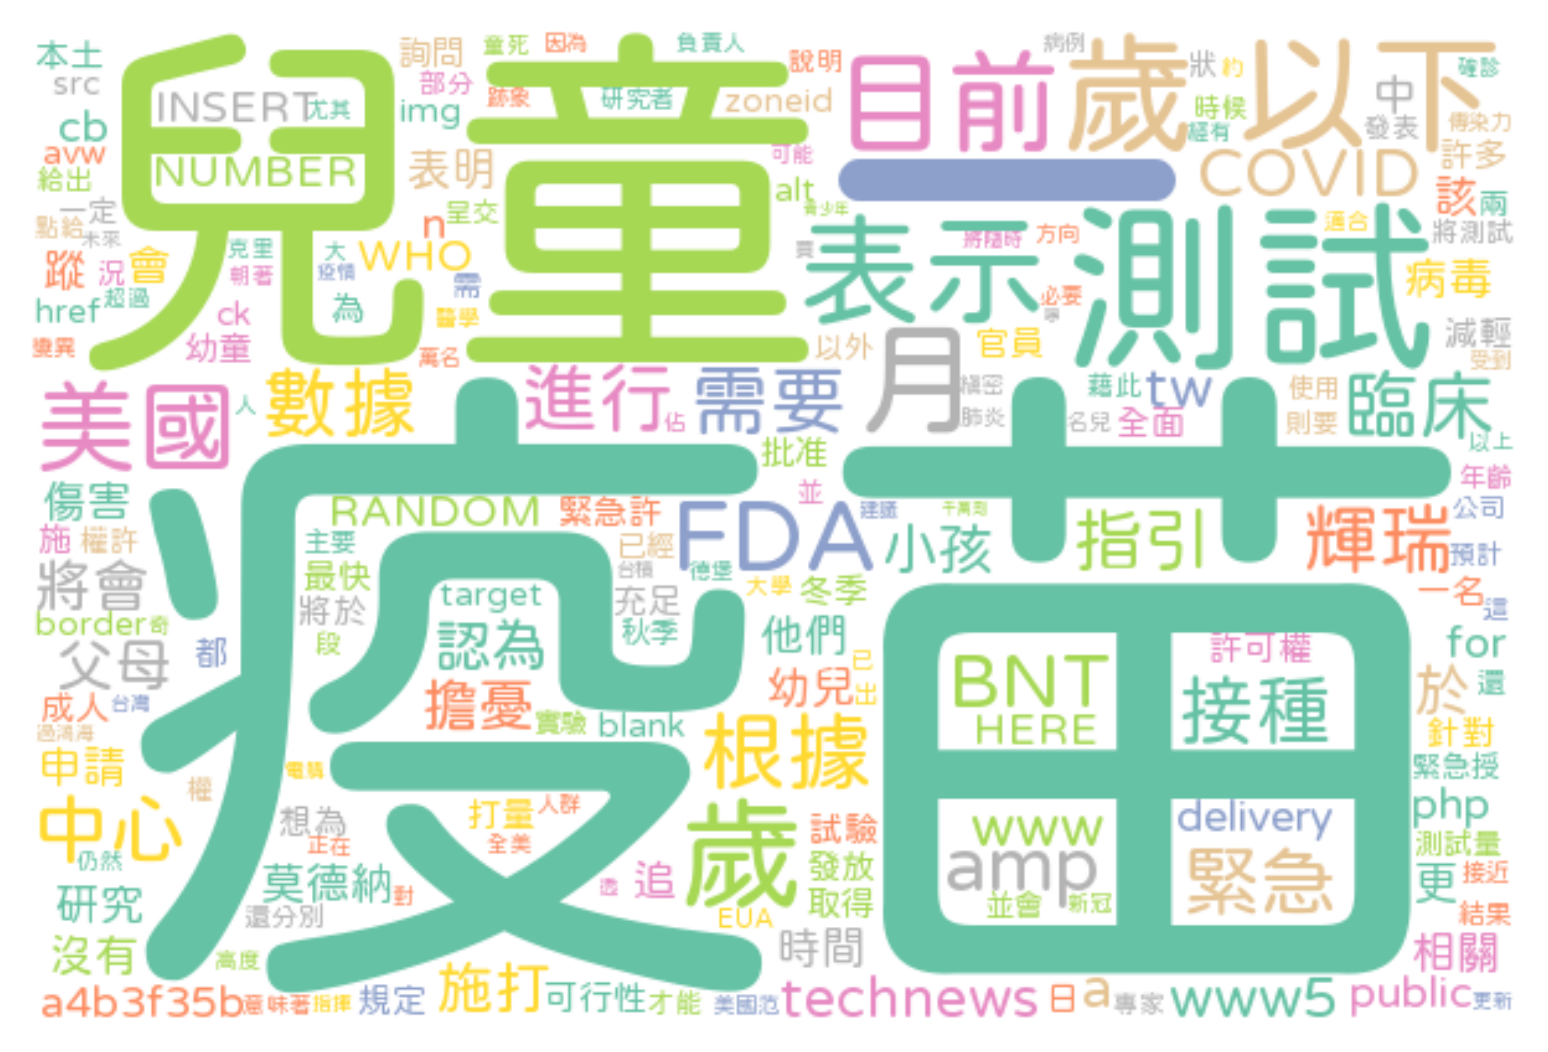 本土 詢問 童死 因為 負責人 病例 狀 約 確診
src 部分 說明 目前 歲 以下 中
兒童 INSERT 尤其 img 跡象 研究者 zoneid 時候 發表 傳染力
cb 經有
avw NUMBER 表明 可能 一 COVID 許多
給出 alt 該 兩
一定 n 呈交 青少年 適合
點給 未來 克里 大 WHO 表示 將隨時 方向 測試 將測試
蹤 況 會 朝著 疫情 需 賣 病毒
href 超過 ck 為 醫學 必要
變異 幼童 萬名 以外 月 官員 減輕 受到
美國 人 數據 進行 佔 需要 縝密 藉此 tw 使用 臨床
肺炎 名兒 全面 則要 以上
疫苗 批准 年齡
傷害 RANDOM 緊急許 並 FDA 建議 指引 輝瑞 公司
施 權許 主要 已經 小孩 預計
將會 最快 台積 德堡 大學 冬季 一名 這
border 奇 將於 target 充足 for
父母 都 段 認為 秋季 他們 BNT 許可權 於 還
成人 台灣 擔憂 實驗 blank 幼兒 已 出 HERE 接種
過鴻海 根據 針對
申請 權 電購 緊急授
中心 想為 打量 人群 歲 試驗 www delivery php
仍然 正在 全美 發放 amp 緊急 測試量
研究 莫德納 對 透 追 取得 並會 新冠 更 接近
還分別 EUA 結果
沒有 高度 時間 相關
a4b3f35b 意味著 指揮 規定 施打 可行性 才能 美國范 technews 日 a 專家 www5 public 更新